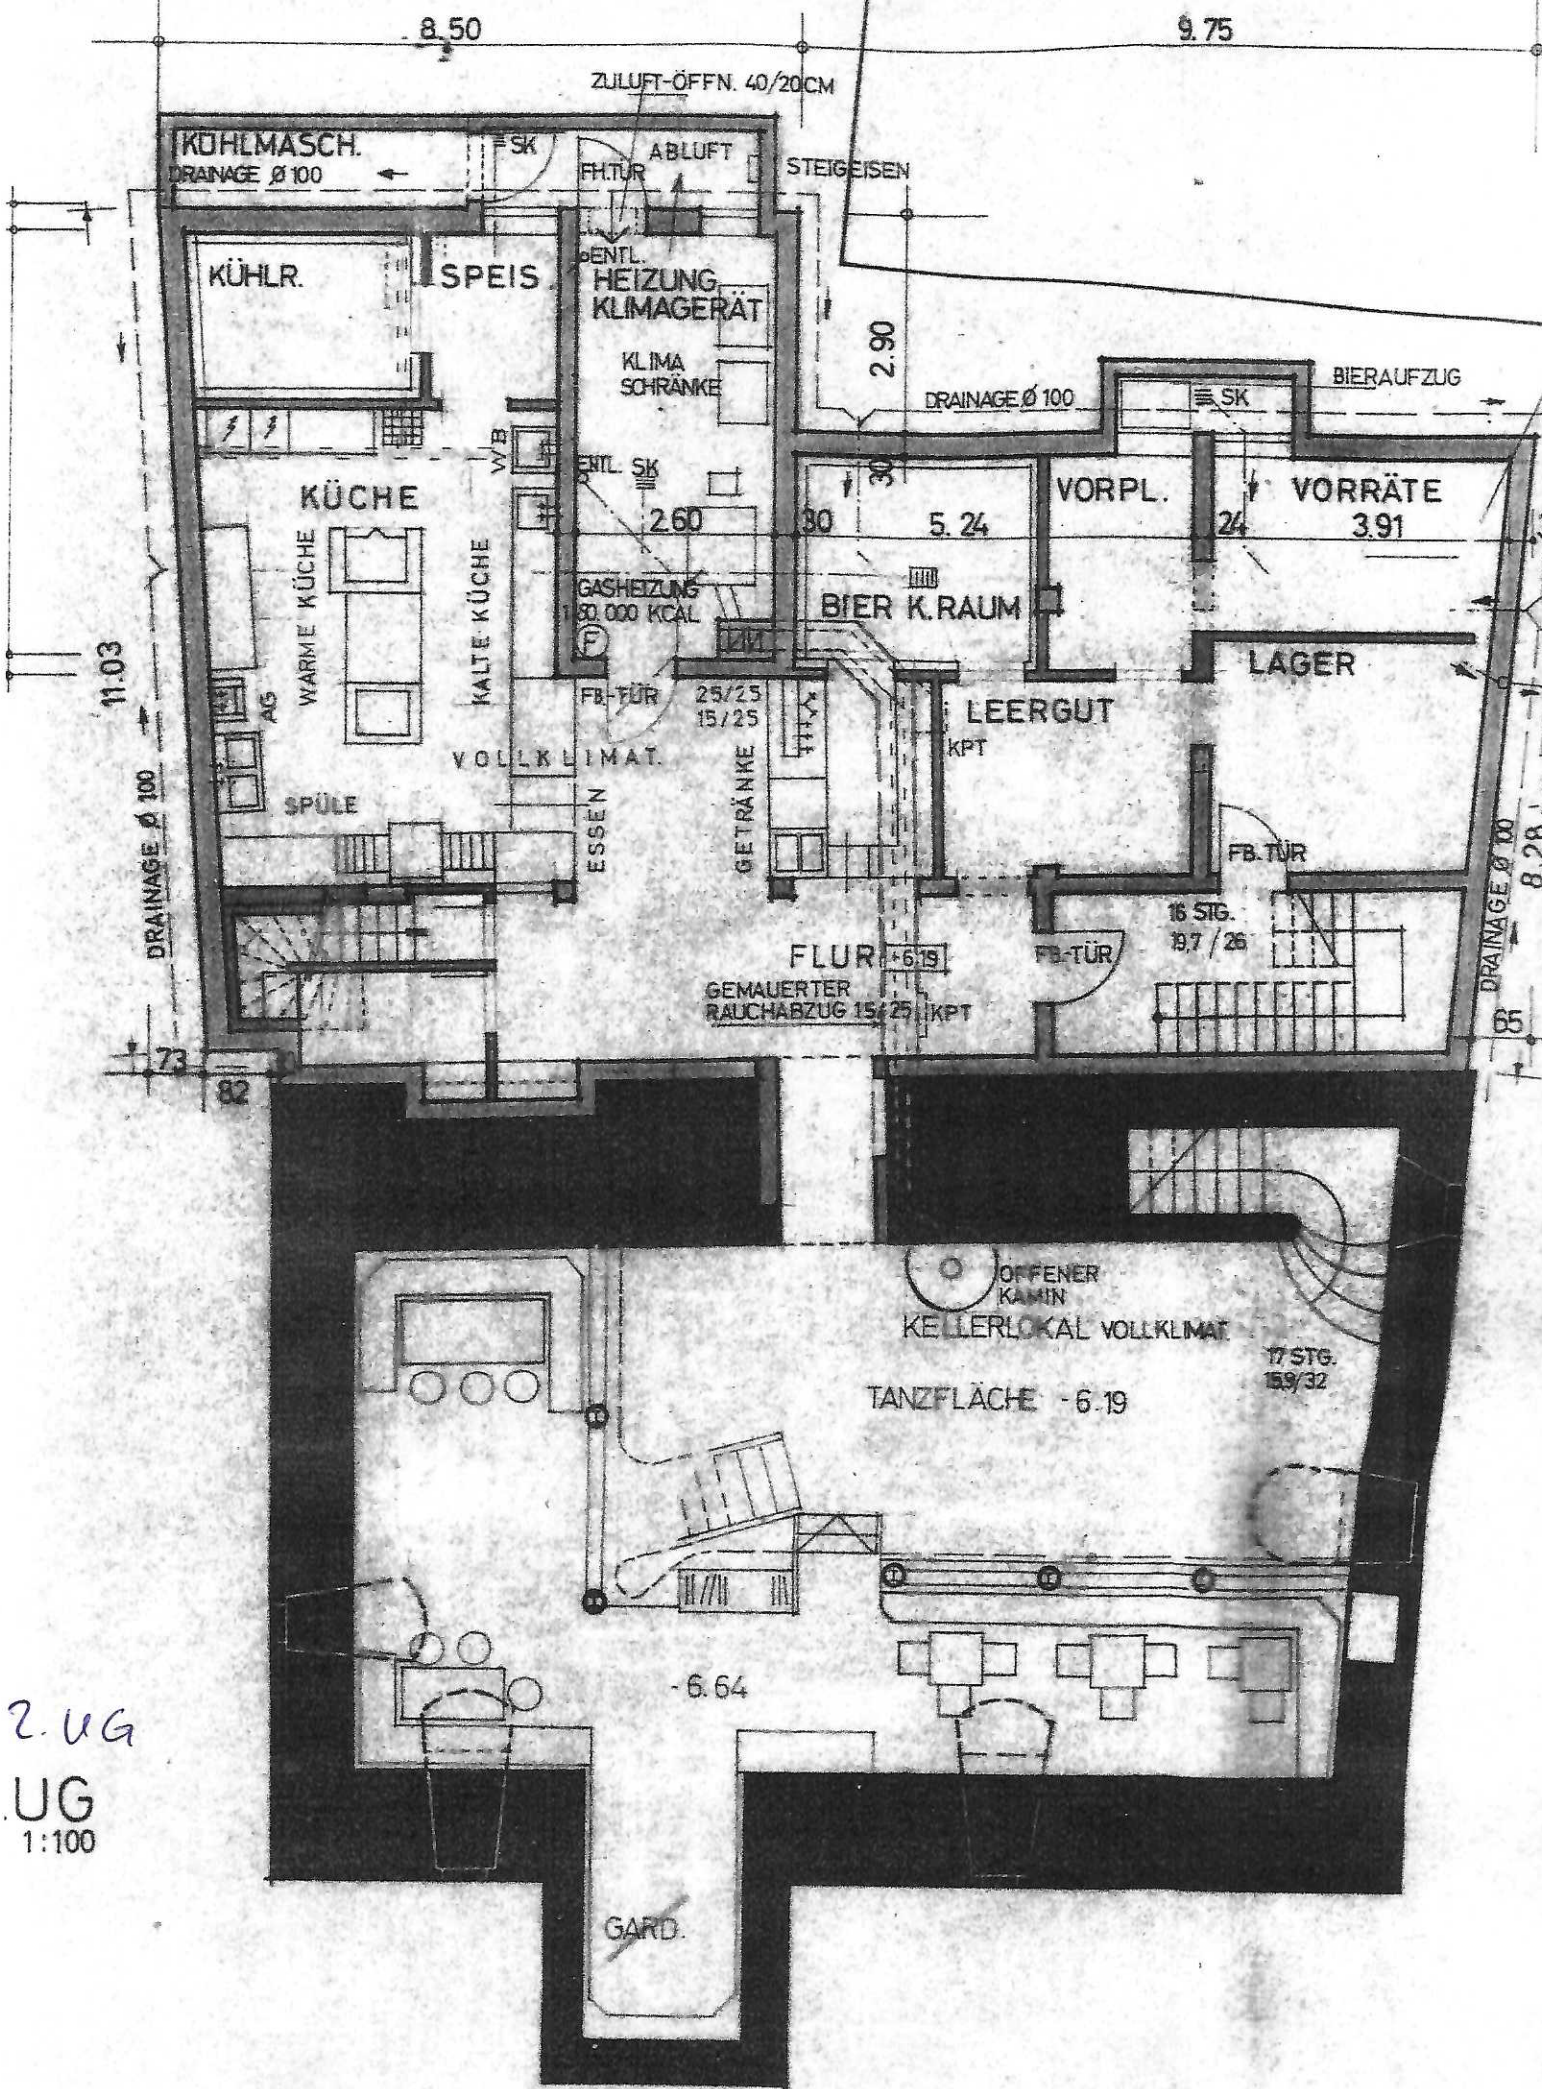 8.50
9.75
ZULUFT-ÖFFN. 40/20CM
KÜHLMASCH.
DRAINAGE Ø 100
SK
FH.TÜR
ABLUFT
STEIGEISEN
KÜHLR.
SPEIS
ENTL.
HEIZUNG
KLIMAGERÄT
KLIMA
SCHRÄNKE
2.90
DRAINAGE Ø 100
SK
BIERAUFZUG
WB
ENTL. SK
KÜCHE
WARME KÜCHE
KALTE KÜCHE
2.60
30
30
5.24
VORPL.
24
VORRÄTE
3.91
GASHEIZUNG
180 000 KCAL
F
BIER K.RAUM
11.03
AG
FB.-TÜR
25/25
15/25
LEERGUT
KPT
LAGER
VOLLKLIMAT.
SPÜLE
ESSEN
GETRÄNKE
DRAINAGE Ø 100
FB.TÜR
8.28
DRAINAGE Ø 100
16 STG.
19,7 / 26
FLUR
-6.19
FB.-TÜR
GEMAUERTER
RAUCHABZUG 15/25
KPT
73
82
65
OFFENER
KAMIN
KELLERLOKAL VOLLKLIMAT.
17 STG.
15,9/32
TANZFLÄCHE -6.19
-6.64
2. UG
.UG
1:100
GARD.